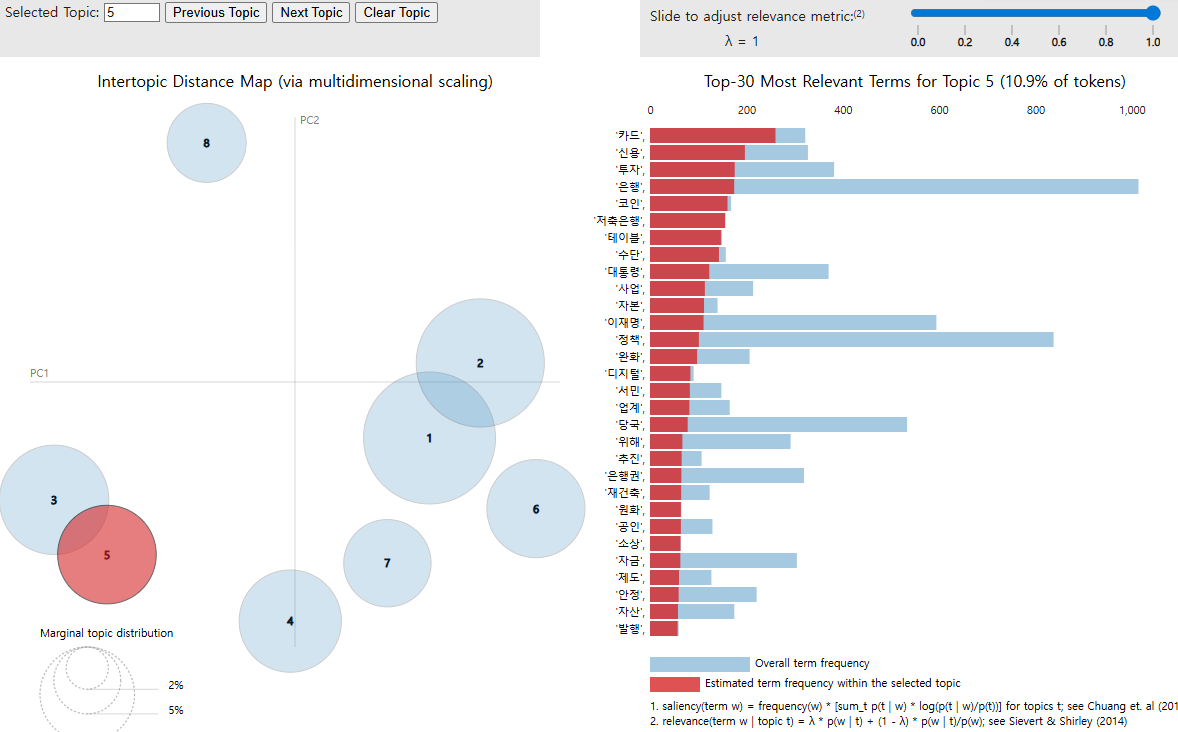 Selected Topic: 5 Previous Topic Next Topic Clear Topic
Slide to adjust relevance metric:(2)
λ = 1
0.0 0.2 0.4 0.6 0.8 1.0
Intertopic Distance Map (via multidimensional scaling)
PC2
PC1
8
2
1
3
6
5
7
4
Marginal topic distribution
2%
5%
Top-30 Most Relevant Terms for Topic 5 (10.9% of tokens)
0 200 400 600 800 1,000
'카드',
'신용',
'투자',
'은행',
'코인',
'저축은행',
'테이블',
'수단',
'대통령',
'사업',
'자본',
'이재명',
'정책',
'완화',
'디지털',
'서민',
'업계',
'당국',
'위해',
'추진',
'은행권',
'재건축',
'원화',
'공인',
'소상',
'자금',
'제도',
'안정',
'자산',
'발행',
Overall term frequency
Estimated term frequency within the selected topic
1. saliency(term w) = frequency(w) * [sum_t p(t | w) * log(p(t | w)/p(t))] for topics t; see Chuang et. al (201
2. relevance(term w | topic t) = λ * p(w | t) + (1 - λ) * p(w | t)/p(w); see Sievert & Shirley (2014)